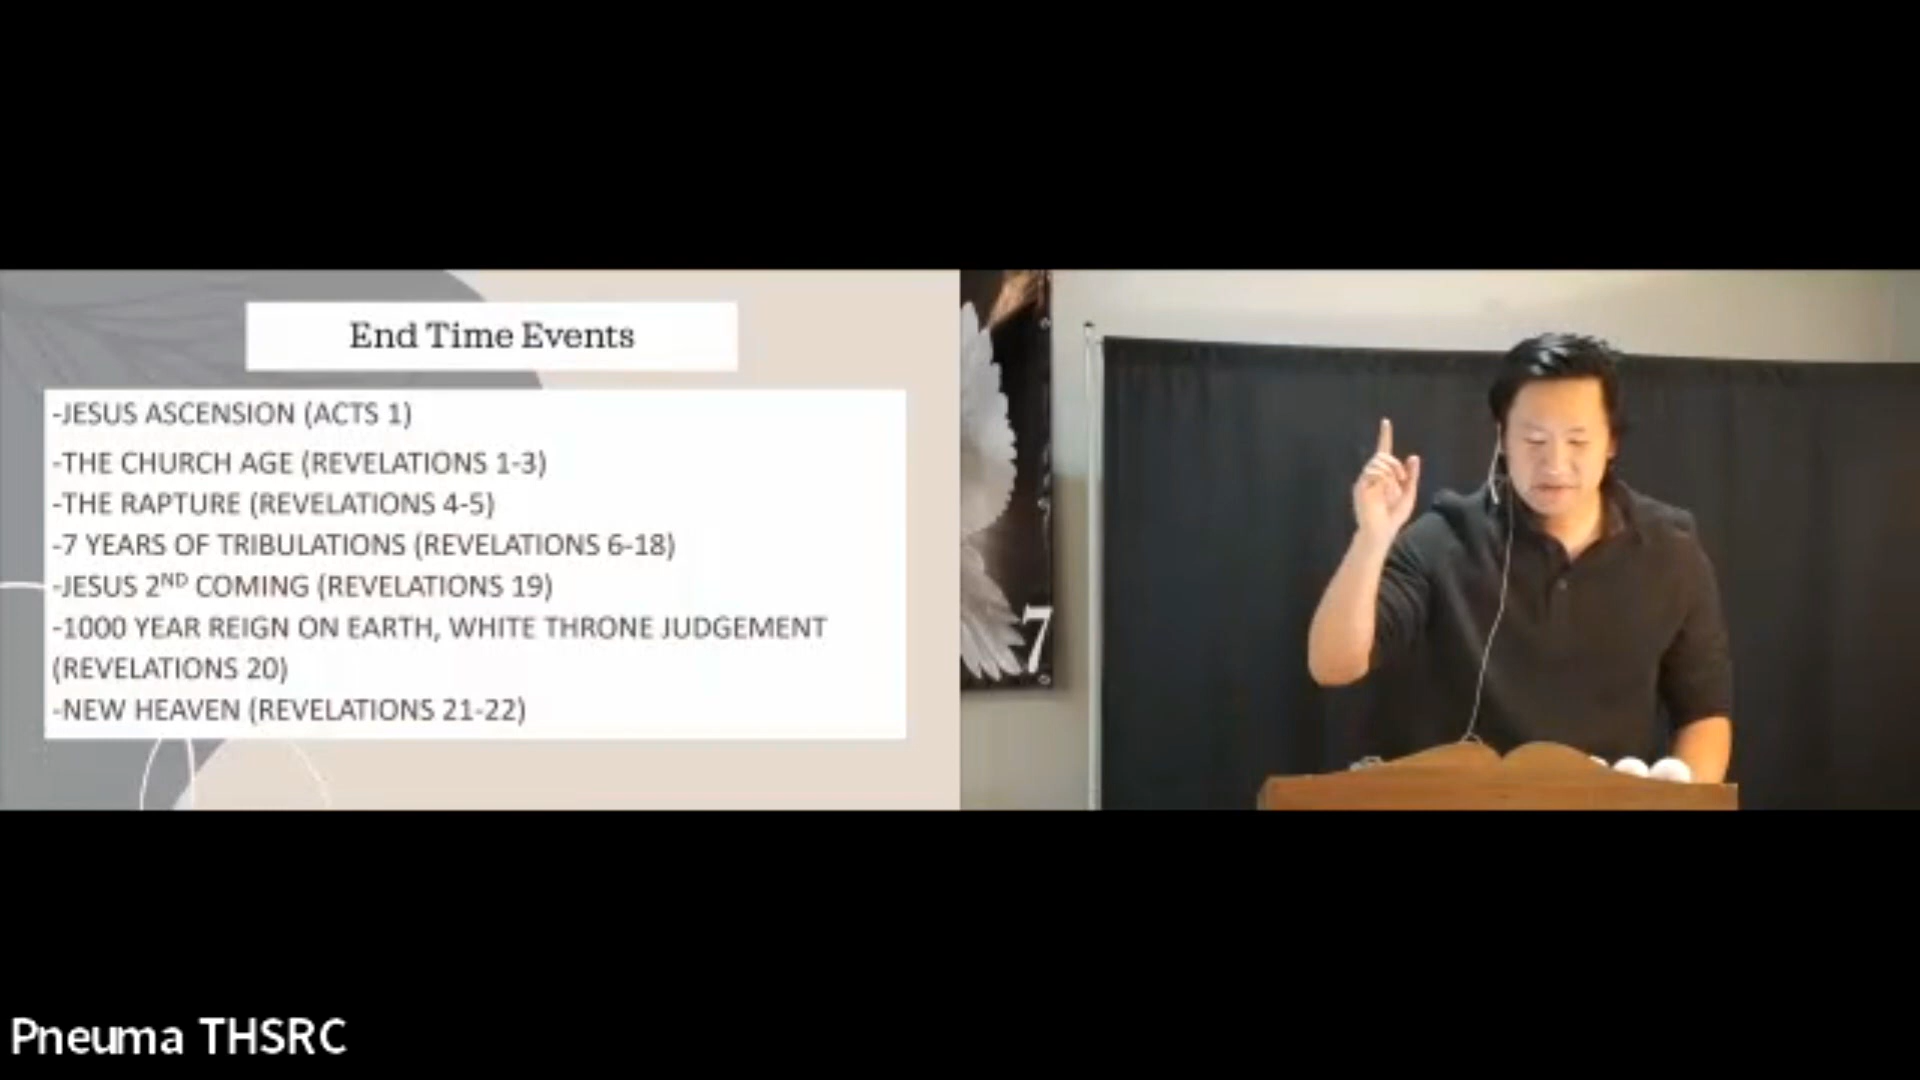 End Time Events
-JESUS ASCENSION (ACTS 1)
-THE CHURCH AGE (REVELATIONS 1-3)
-THE RAPTURE (REVELATIONS 4-5)
-7 YEARS OF TRIBULATIONS (REVELATIONS 6-18)
-JESUS 2ND COMING (REVELATIONS 19)
-1000 YEAR REIGN ON EARTH, WHITE THRONE JUDGEMENT
(REVELATIONS 20)
-NEW HEAVEN (REVELATIONS 21-22)
7
Pneuma THSRC